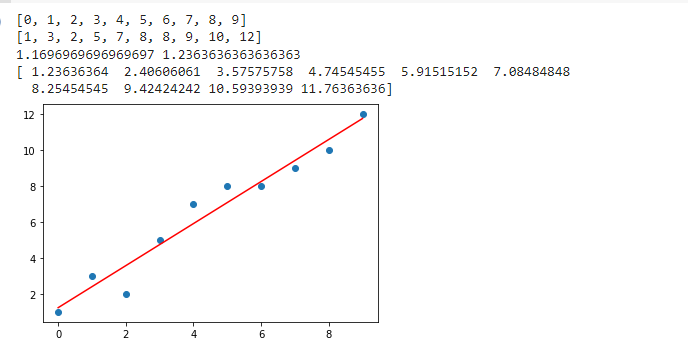 [0, 1, 2, 3, 4, 5, 6, 7, 8, 9]
[1, 3, 2, 5, 7, 8, 8, 9, 10, 12]
1.1696969696969697 1.2363636363636363
[ 1.23636364  2.40606061  3.57575758  4.74545455  5.91515152  7.08484848
  8.25454545  9.42424242 10.59393939 11.76363636]
12
10
8
6
4
2
0 2 4 6 8